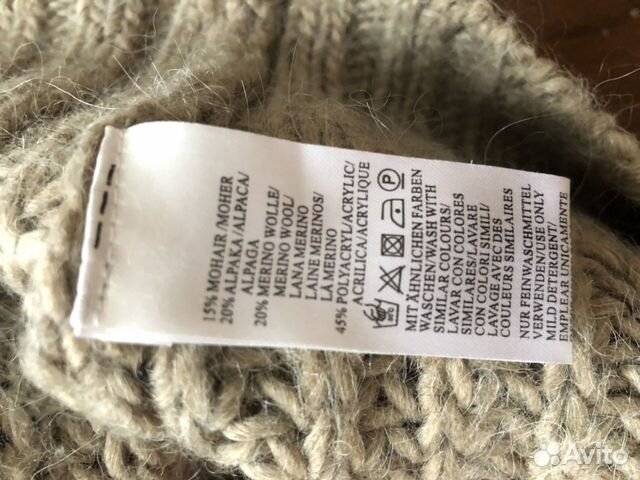 15% MOHAIR/MOHER
20% ALPAKA/ALPACA/
ALPAGA
20% MERINO WOLLE/
MERINO WOOL/
LANA MERINO
LAINE MERINOS/
LÃ MERINO
45% POLYACRYL/ACRYLIC/
ACRILICA/ACRYLIQUE
P
MIT ÄHNLICHEN FARBEN
WASCHEN/WASH WITH
SIMILAR COLOURS/
LAVAR CON COLORES
SIMILARES/LAVARE
CON COLORI SIMILI/
LAVAGE AVEC DES
COULEURS SIMILAIRES
NUR FEINWASCHMITTEL
VERWENDEN/USE ONLY
MILD DETERGENT/
EMPLEAR UNICAMENTE
Avito